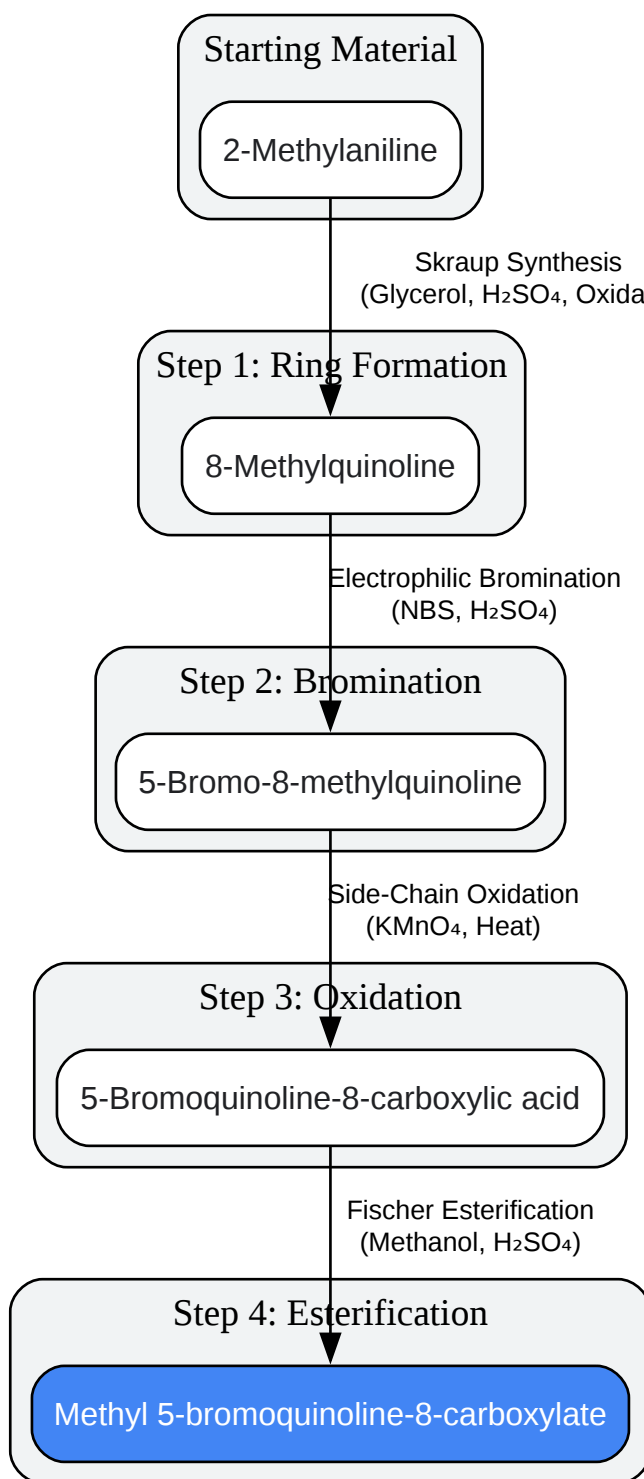 Starting Material
2-Methylaniline
Skraup Synthesis
(Glycerol, H₂SO₄, Oxida
Step 1: Ring Formation
8-Methylquinoline
Electrophilic Bromination
(NBS, H₂SO₄)
Step 2: Bromination
5-Bromo-8-methylquinoline
Side-Chain Oxidation
(KMnO₄, Heat)
Step 3: Oxidation
5-Bromoquinoline-8-carboxylic acid
Fischer Esterification
(Methanol, H₂SO₄)
Step 4: Esterification
Methyl 5-bromoquinoline-8-carboxylate